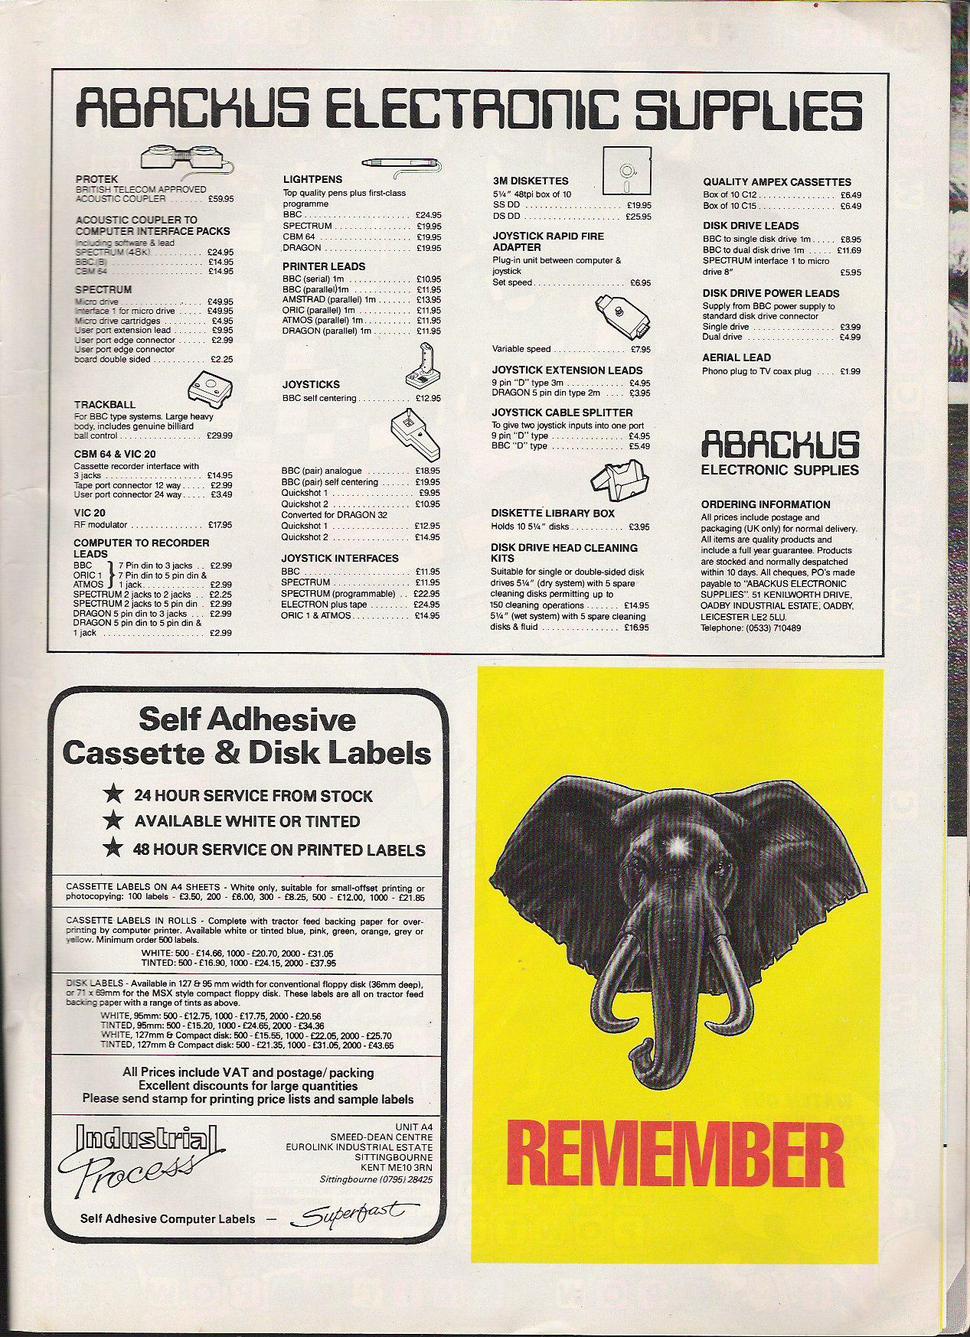 ABACKUS ELECTRONIC SUPPLIES
PROTEK
BRITISH TELECOM APPROVED
ACOUSTIC COUPLER ....... £59.95
ACOUSTIC COUPLER TO
COMPUTER INTERFACE PACKS
Including software & lead
SPECTRUM (48K) ........... £24.95
BBC (B) ........... £14.95
CBM 64 ........... £14.95
SPECTRUM
Micro drive ........... £49.95
Interface 1 for micro drive ..... £49.95
Micro drive cartridges ........ £4.95
User port extension lead ...... £9.95
User port edge connector ..... £2.99
User port edge connector
board double sided .......... £2.25
TRACKBALL
For BBC type systems. Large heavy
body, includes genuine billiard
ball control ........... £29.99
CBM 64 & VIC 20
Cassette recorder interface with
3 jacks ........... £14.95
Tape port connector 12 way ..... £2.99
User port connector 24 way ..... £3.49
VIC 20
RF modulator ........... £17.95
COMPUTER TO RECORDER
LEADS
BBC } 7 Pin din to 3 jacks .. £2.99
ORIC 1 } 7 Pin din to 5 pin din &
ATMOS } 1 jack ........... £2.99
SPECTRUM 2 jacks to 2 jacks ... £2.25
SPECTRUM 2 jacks to 5 pin din . £2.99
DRAGON 5 pin din to 3 jacks ... £2.99
DRAGON 5 pin din to 5 pin din &
1 jack ........... £2.99
LIGHTPENS
Top quality pens plus first-class
programme
BBC ........... £24.95
SPECTRUM ........... £19.95
CBM 64 ........... £19.95
DRAGON ........... £19.95
PRINTER LEADS
BBC (serial) 1m ........... £10.95
BBC (parallel)1m ........... £11.95
AMSTRAD (parallel) 1m ....... £13.95
ORIC (parallel) 1m ........... £11.95
ATMOS (parallel) 1m ........... £11.95
DRAGON (parallel) 1m ........ £11.95
JOYSTICKS
BBC self centering ........... £12.95
BBC (pair) analogue ......... £18.95
BBC (pair) self centering ...... £19.95
Quickshot 1 ........... £9.95
Quickshot 2 ........... £10.95
Converted for DRAGON 32
Quickshot 1 ........... £12.95
Quickshot 2 ........... £14.95
JOYSTICK INTERFACES
BBC ........... £11.95
SPECTRUM ........... £11.95
SPECTRUM (programmable) .. £22.95
ELECTRON plus tape ......... £24.95
ORIC 1 & ATMOS ........... £14.95
3M DISKETTES
5¼" 48tpi box of 10
SS DD ........... £19.95
DS DD ........... £25.95
JOYSTICK RAPID FIRE
ADAPTER
Plug-in unit between computer &
joystick
Set speed ........... £6.95
Variable speed ........... £7.95
JOYSTICK EXTENSION LEADS
9 pin "D" type 3m ........... £4.95
DRAGON 5 pin din type 2m .... £3.95
JOYSTICK CABLE SPLITTER
To give two joystick inputs into one port
9 pin "D" type ........... £4.95
BBC "D" type ........... £5.49
DISKETTE LIBRARY BOX
Holds 10 5¼" disks ........... £3.95
DISK DRIVE HEAD CLEANING
KITS
Suitable for single or double-sided disk
drives 5¼" (dry system) with 5 spare
cleaning disks permitting up to
150 cleaning operations ....... £14.95
5¼" (wet system) with 5 spare cleaning
disks & fluid ........... £16.95
QUALITY AMPEX CASSETTES
Box of 10 C12 ........... £6.49
Box of 10 C15 ........... £6.49
DISK DRIVE LEADS
BBC to single disk drive 1m ..... £8.95
BBC to dual disk drive 1m .... £11.69
SPECTRUM interface 1 to micro
drive 8" £5.95
DISK DRIVE POWER LEADS
Supply from BBC power supply to
standard disk drive connector
Single drive ........... £3.99
Dual drive ........... £4.99
AERIAL LEAD
Phono plug to TV coax plug .... £1.99
ABACKUS
ELECTRONIC SUPPLIES
ORDERING INFORMATION
All prices include postage and
packaging (UK only) for normal delivery.
All items are quality products and
include a full year guarantee. Products
are stocked and normally despatched
within 10 days. All cheques, PO's made
payable to "ABACKUS ELECTRONIC
SUPPLIES". 51 KENILWORTH DRIVE,
OADBY INDUSTRIAL ESTATE, OADBY,
LEICESTER LE2 5LU.
Telephone: (0533) 710489
Self Adhesive
Cassette & Disk Labels
★ 24 HOUR SERVICE FROM STOCK
★ AVAILABLE WHITE OR TINTED
★ 48 HOUR SERVICE ON PRINTED LABELS
CASSETTE LABELS ON A4 SHEETS - White only, suitable for small-offset printing or
photocopying: 100 labels - £3.50, 200 - £6.00, 300 - £8.25, 500 - £12.00, 1000 - £21.85
CASSETTE LABELS IN ROLLS - Complete with tractor feed backing paper for over-
printing by computer printer. Available white or tinted blue, pink, green, orange, grey or
yellow. Minimum order 500 labels.
WHITE: 500 - £14.66, 1000 - £20.70, 2000 - £31.05
TINTED: 500 - £16.90, 1000 - £24.15, 2000 - £37.95
DISK LABELS - Available in 127 & 95 mm width for conventional floppy disk (36mm deep),
or 71 x 69mm for the MSX style compact floppy disk. These labels are all on tractor feed
backing paper with a range of tints as above.
WHITE, 95mm: 500 - £12.75, 1000 - £17.75, 2000 - £20.56
TINTED, 95mm: 500 - £15.20, 1000 - £24.65, 2000 - £34.36
WHITE, 127mm & Compact disk: 500 - £15.55, 1000 - £22.05, 2000 - £25.70
TINTED, 127mm & Compact disk: 500 - £21.35, 1000 - £31.05, 2000 - £43.65
All Prices include VAT and postage/packing
Excellent discounts for large quantities
Please send stamp for printing price lists and sample labels
Industrial
Process
UNIT A4
SMEED-DEAN CENTRE
EUROLINK INDUSTRIAL ESTATE
SITTINGBOURNE
KENT ME10 3RN
Sittingbourne (0795) 28425
Self Adhesive Computer Labels — Superfast
REMEMBER